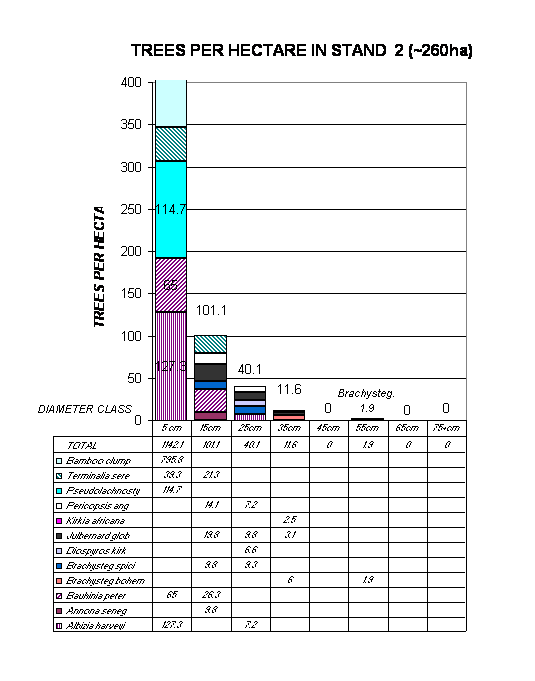 TREES PER HECTARE IN STAND 2 (~260ha)
400
350
300
250
200
150
100
50
0
TREES PER HECTA
114.7
65
127.3
101.1
40.1
11.6
0
Brachysteg.
1.9
0
0
DIAMETER CLASS
5 cm 15cm 25cm 35cm 45cm 55cm 65cm 75+cm
TOTAL 1142.1 101.1 40.1 11.6 0 1.9 0 0
Bamboo clump 795.8
Terminalia sere 39.3 21.3
Pseudolachnosty 114.7
Pericopsis ang 14.1 7.2
Kirkia africana 2.5
Julbernard glob 19.8 9.8 3.1
Diospyros kirk 6.6
Brachysteg spici 9.8 9.3
Brachysteg bohem 6 1.9
Bauhinia peter 65 26.3
Annona seneg 9.8
Albizia harveyi 127.3 7.2